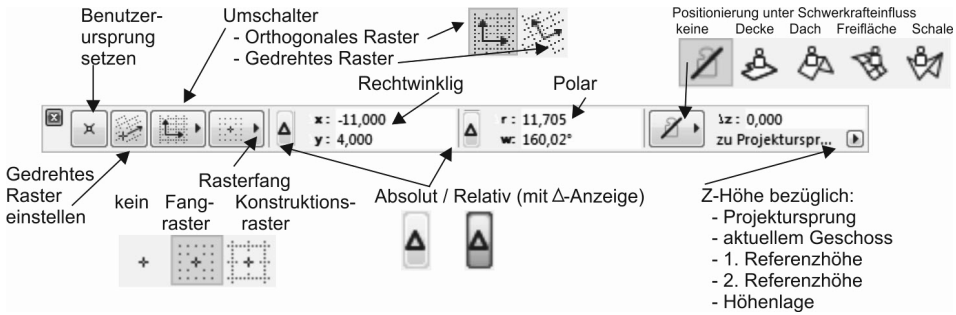 Benutzer-
ursprung
setzen
Umschalter
- Orthogonales Raster
- Gedrehtes Raster
Positionierung unter Schwerkrafteinfluss
keine Decke Dach Freifläche Schale
Rechtwinklig
Polar
x: -11,000
y: 4,000
r: 11,705
w: 160,02°
z: 0,000
zu Projekturspr...
Gedrehtes
Raster
einstellen
Rasterfang
kein Fang-
raster
Konstruktions-
raster
Absolut / Relativ (mit Δ-Anzeige)
Δ Δ
Z-Höhe bezüglich:
- Projektursprung
- aktuellem Geschoss
- 1. Referenzhöhe
- 2. Referenzhöhe
- Höhenlage